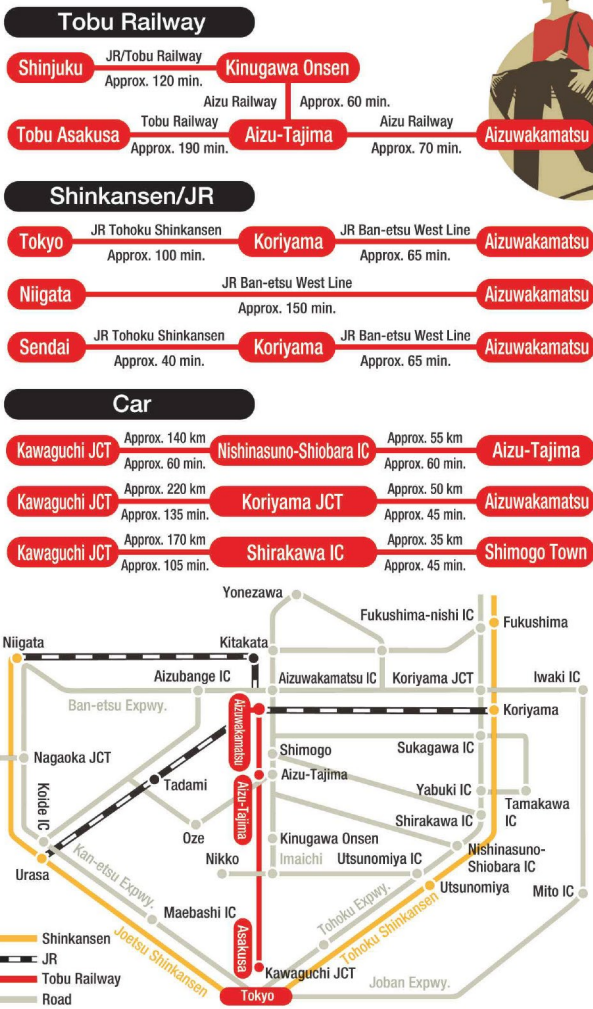 Tobu Railway
Shinjuku
JR/Tobu Railway
Approx. 120 min.
Kinugawa Onsen
Aizu Railway
Approx. 60 min.
Tobu Asakusa
Tobu Railway
Approx. 190 min.
Aizu-Tajima
Aizu Railway
Approx. 70 min.
Aizuwakamatsu
Shinkansen/JR
Tokyo
JR Tohoku Shinkansen
Approx. 100 min.
Koriyama
JR Ban-etsu West Line
Approx. 65 min.
Aizuwakamatsu
Niigata
JR Ban-etsu West Line
Approx. 150 min.
Aizuwakamatsu
Sendai
JR Tohoku Shinkansen
Approx. 40 min.
Koriyama
JR Ban-etsu West Line
Approx. 65 min.
Aizuwakamatsu
Car
Kawaguchi JCT
Approx. 140 km
Approx. 60 min.
Nishinasuno-Shiobara IC
Approx. 55 km
Approx. 60 min.
Aizu-Tajima
Kawaguchi JCT
Approx. 220 km
Approx. 135 min.
Koriyama JCT
Approx. 50 km
Approx. 45 min.
Aizuwakamatsu
Kawaguchi JCT
Approx. 170 km
Approx. 105 min.
Shirakawa IC
Approx. 35 km
Approx. 45 min.
Shimogo Town
Yonezawa
Fukushima-nishi IC
Fukushima
Niigata
Kitakata
Aizubange IC
Aizuwakamatsu IC
Koriyama JCT
Iwaki IC
Ban-etsu Expwy.
Aizuwakamatsu
Koriyama
Nagaoka JCT
Shimogo
Sukagawa IC
Tadami
Aizu-Tajima
Aizu-Tajima
Yabuki IC
Tamakawa
IC
Koide IC
Shirakawa IC
Oze
Kinugawa Onsen
Nishinasuno-
Shiobara IC
Urasa
Kan-etsu Expwy.
Nikko
Imaichi
Utsunomiya IC
Utsunomiya
Mito IC
Maebashi IC
Tohoku Expwy.
Tohoku Shinkansen
Joetsu Shinkansen
Asakusa
Kawaguchi JCT
Joban Expwy.
Tokyo
Shinkansen
JR
Tobu Railway
Road